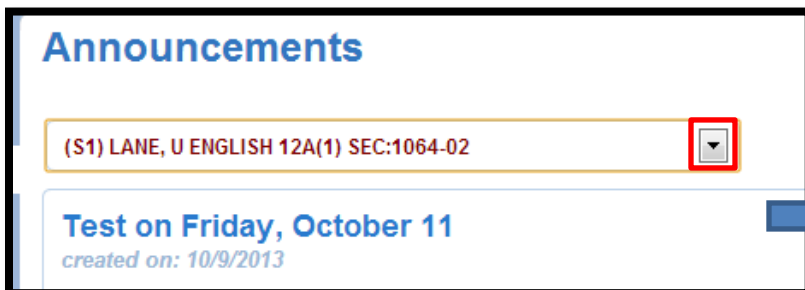 Announcements
(S1) LANE, U ENGLISH 12A(1) SEC:1064-02
Test on Friday, October 11
created on: 10/9/2013